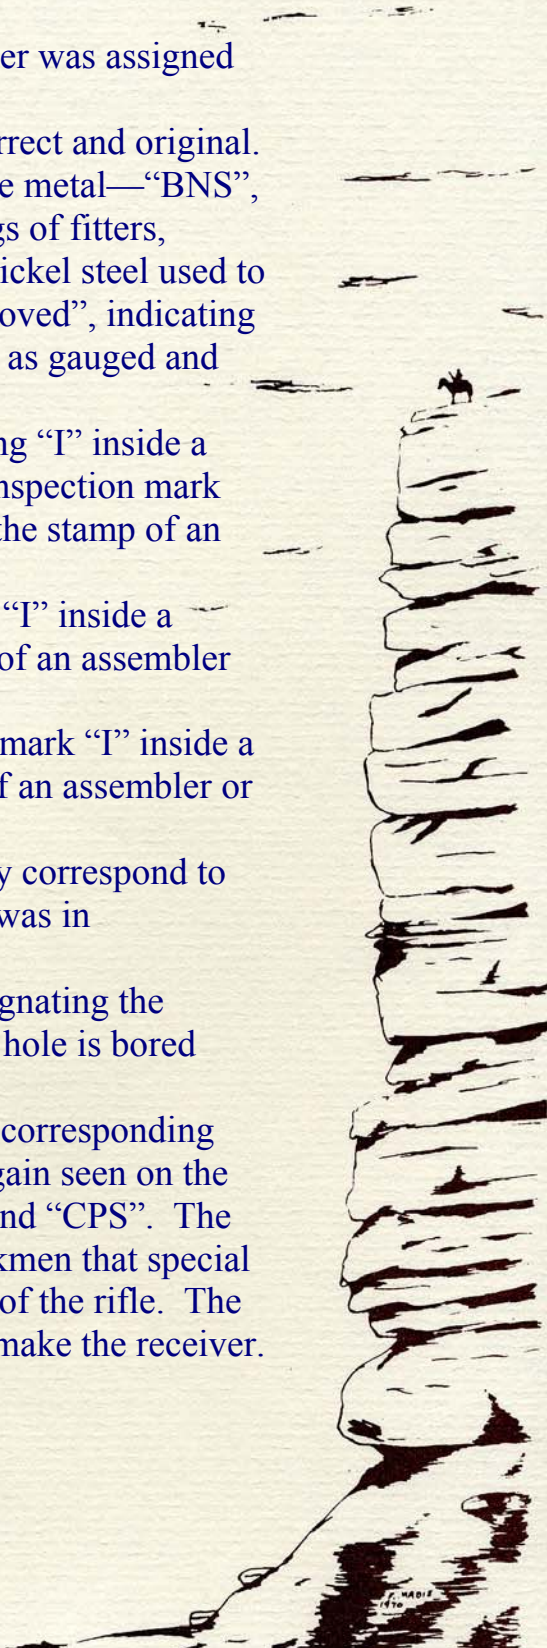 er was assigned
rrect and original.
e metal—“BNS”,
gs of fitters,
ickel steel used to
oved”, indicating
as gauged and
ng “I” inside a
nspection mark
the stamp of an
“I” inside a
of an assembler
mark “I” inside a
f an assembler or
y correspond to
was in
gnating the
hole is bored
corresponding
gain seen on the
nd “CPS”.  The
kmen that special
of the rifle.  The
make the receiver.
MADIS
1970